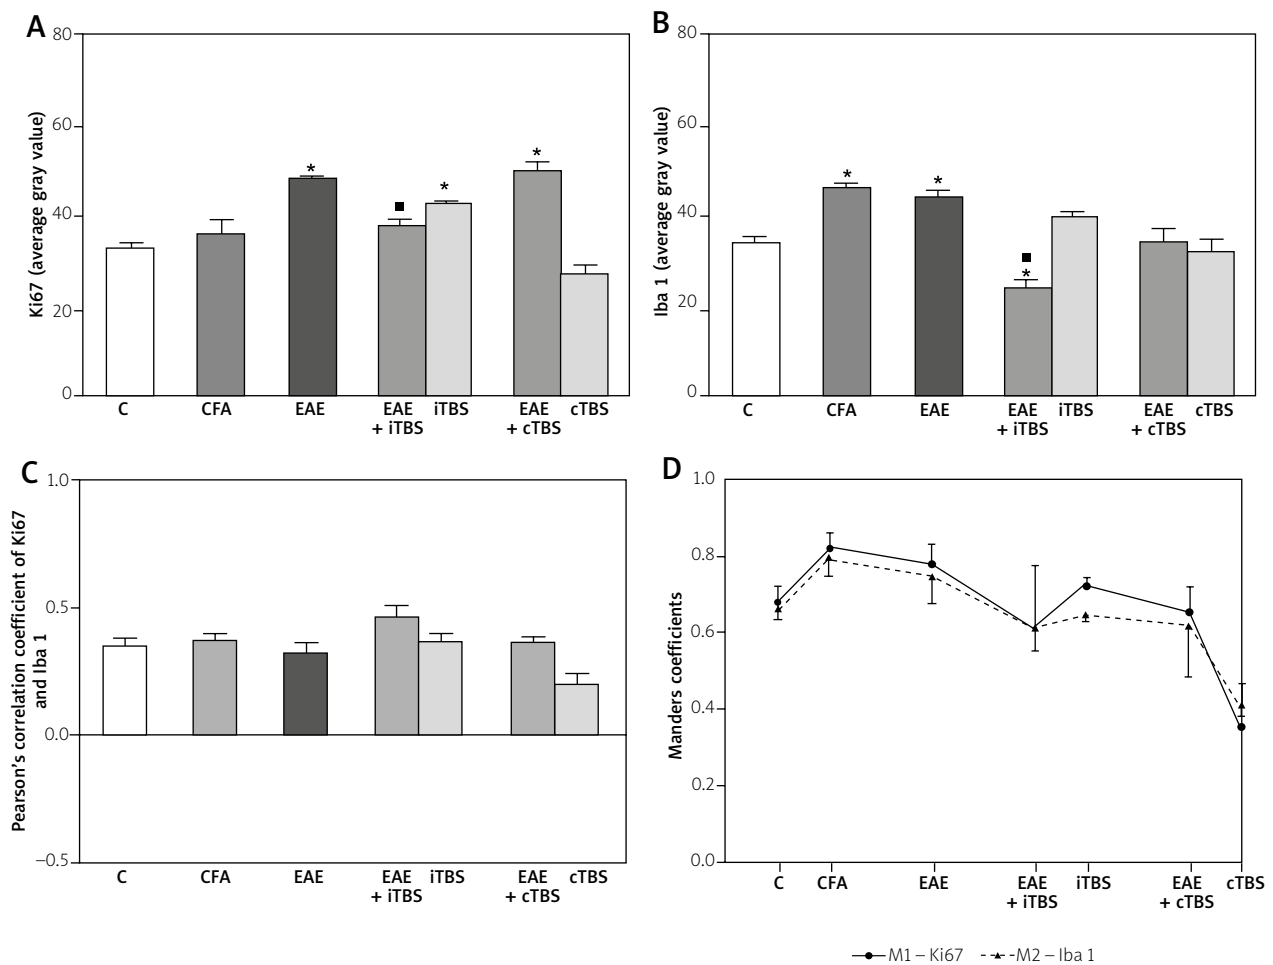 A
80
60
40
20
0
Ki67 (average gray value)
*
■
*
*
C CFA EAE EAE iTBS EAE cTBS
+ iTBS + cTBS
B
80
60
40
20
0
Iba 1 (average gray value)
*
*
■
*
C CFA EAE EAE iTBS EAE cTBS
+ iTBS + cTBS
C
1.0
0.5
0.0
–0.5
Pearson's correlation coefficient of Ki67
and Iba 1
C CFA EAE EAE iTBS EAE cTBS
+ iTBS + cTBS
D
1.0
0.8
0.6
0.4
0.2
0.0
Manders coefficients
C CFA EAE EAE iTBS EAE cTBS
+ iTBS + cTBS
M1 – Ki67 M2 – Iba 1